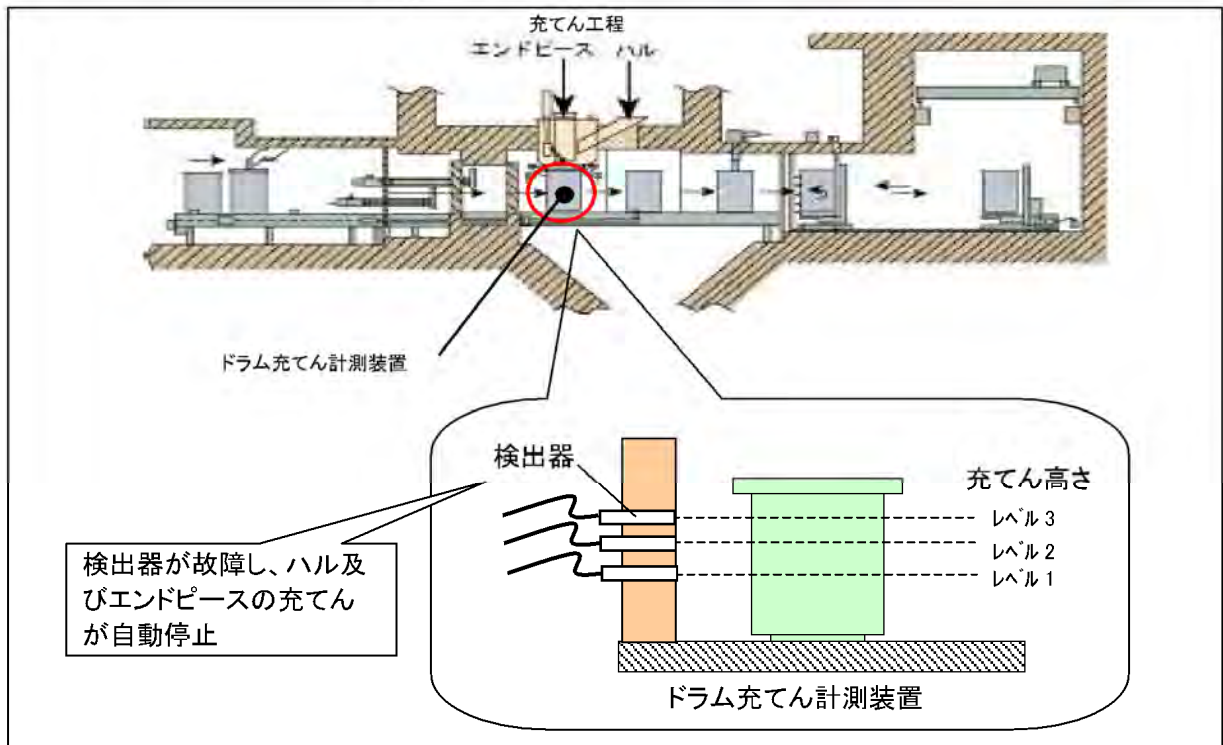 充てん工程
エンドピース ハル
ドラム充てん計測装置
検出器
充てん高さ
レベル 3
レベル 2
レベル 1
検出器が故障し、ハル及
びエンドピースの充てん
が自動停止
ドラム充てん計測装置